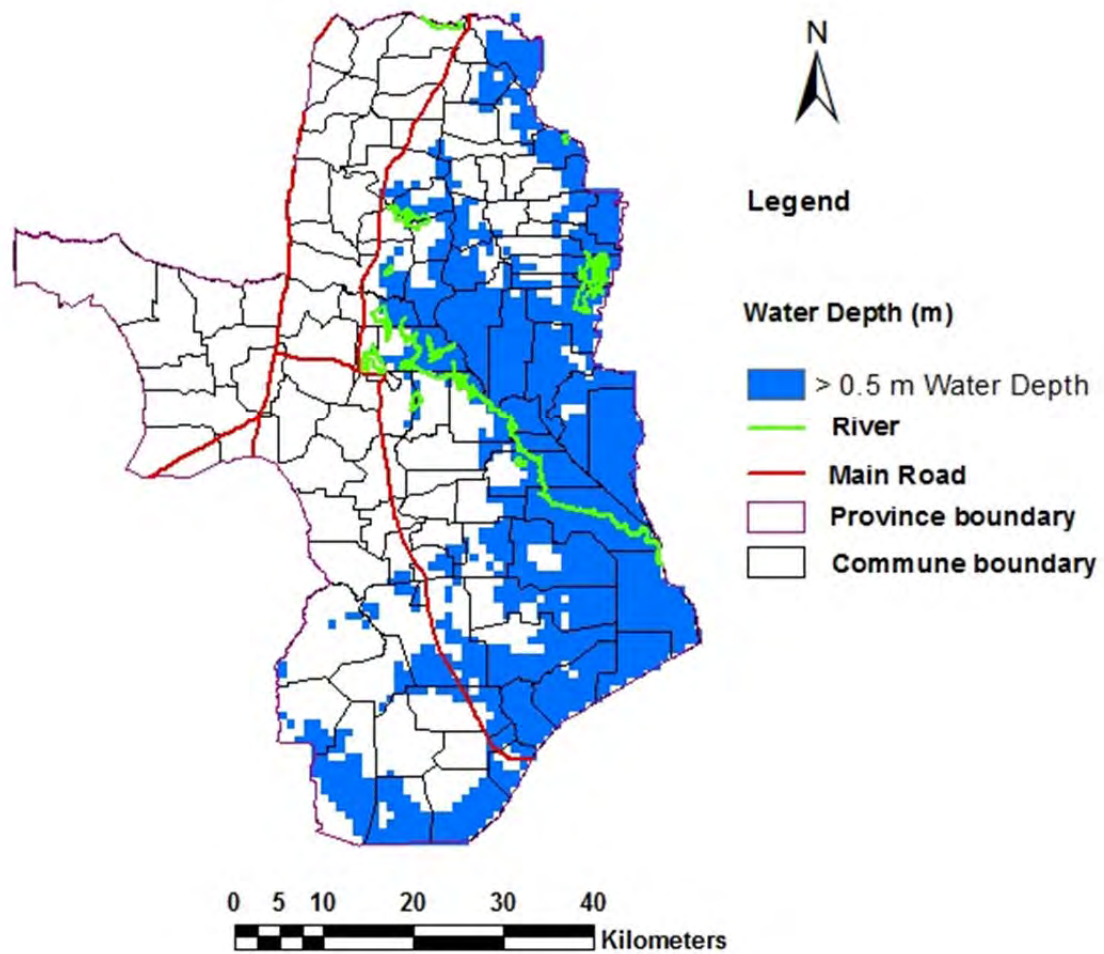 N
Legend
Water Depth (m)
> 0.5 m Water Depth
River
Main Road
Province boundary
Commune boundary
0 5 10 20 30 40
Kilometers